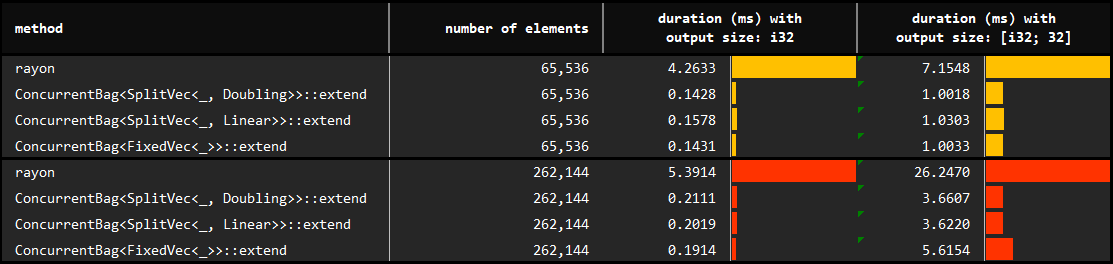 method number of elements duration (ms) with output size: i32 duration (ms) with output size: [i32; 32]
rayon 65,536 4.2633 7.1548
ConcurrentBag<SplitVec<_, Doubling>>::extend 65,536 0.1428 1.0018
ConcurrentBag<SplitVec<_, Linear>>::extend 65,536 0.1578 1.0303
ConcurrentBag<FixedVec<_>>::extend 65,536 0.1431 1.0033
rayon 262,144 5.3914 26.2470
ConcurrentBag<SplitVec<_, Doubling>>::extend 262,144 0.2111 3.6607
ConcurrentBag<SplitVec<_, Linear>>::extend 262,144 0.2019 3.6220
ConcurrentBag<FixedVec<_>>::extend 262,144 0.1914 5.6154